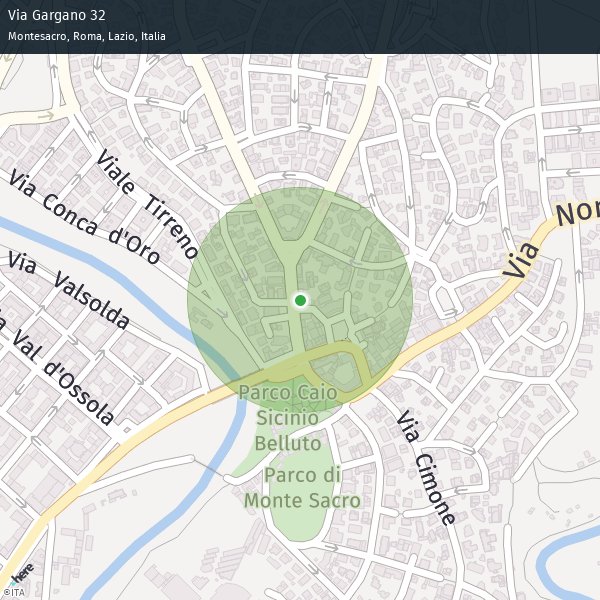 Via Gargano 32
Montesacro, Roma, Lazio, Italia
Viale Tirreno
Via Conca d'Oro
Via Nom
Via Valsolda
Val d'Ossola
Parco Caio
Sicinio
Belluto
Via Cimone
Parco di
Monte Sacro
here
©ITA